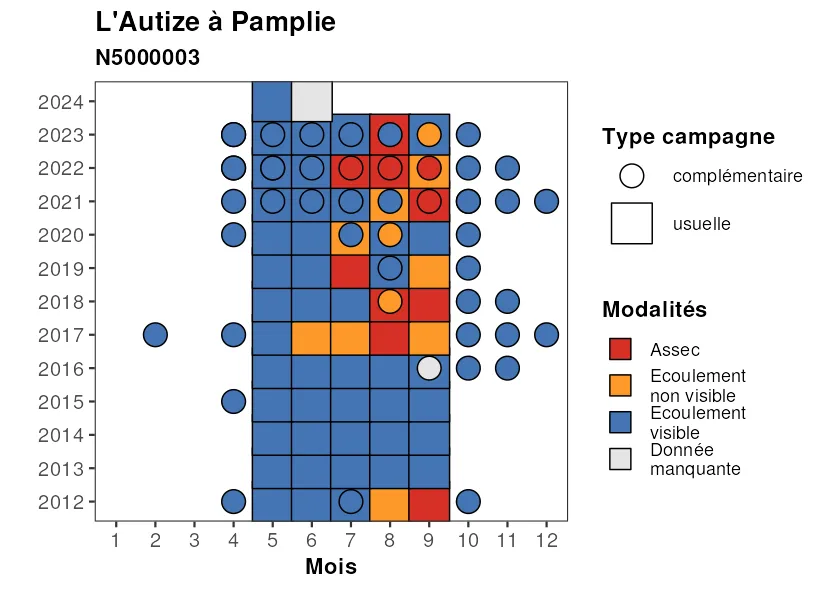 L'Autize à Pamplie
N5000003
2024
2023
2022
2021
2020
2019
2018
2017
2016
2015
2014
2013
2012
1 2 3 4 5 6 7 8 9 10 11 12
Mois
Type campagne
complémentaire
usuelle
Modalités
Assec
Ecoulement
non visible
Ecoulement
visible
Donnée
manquante